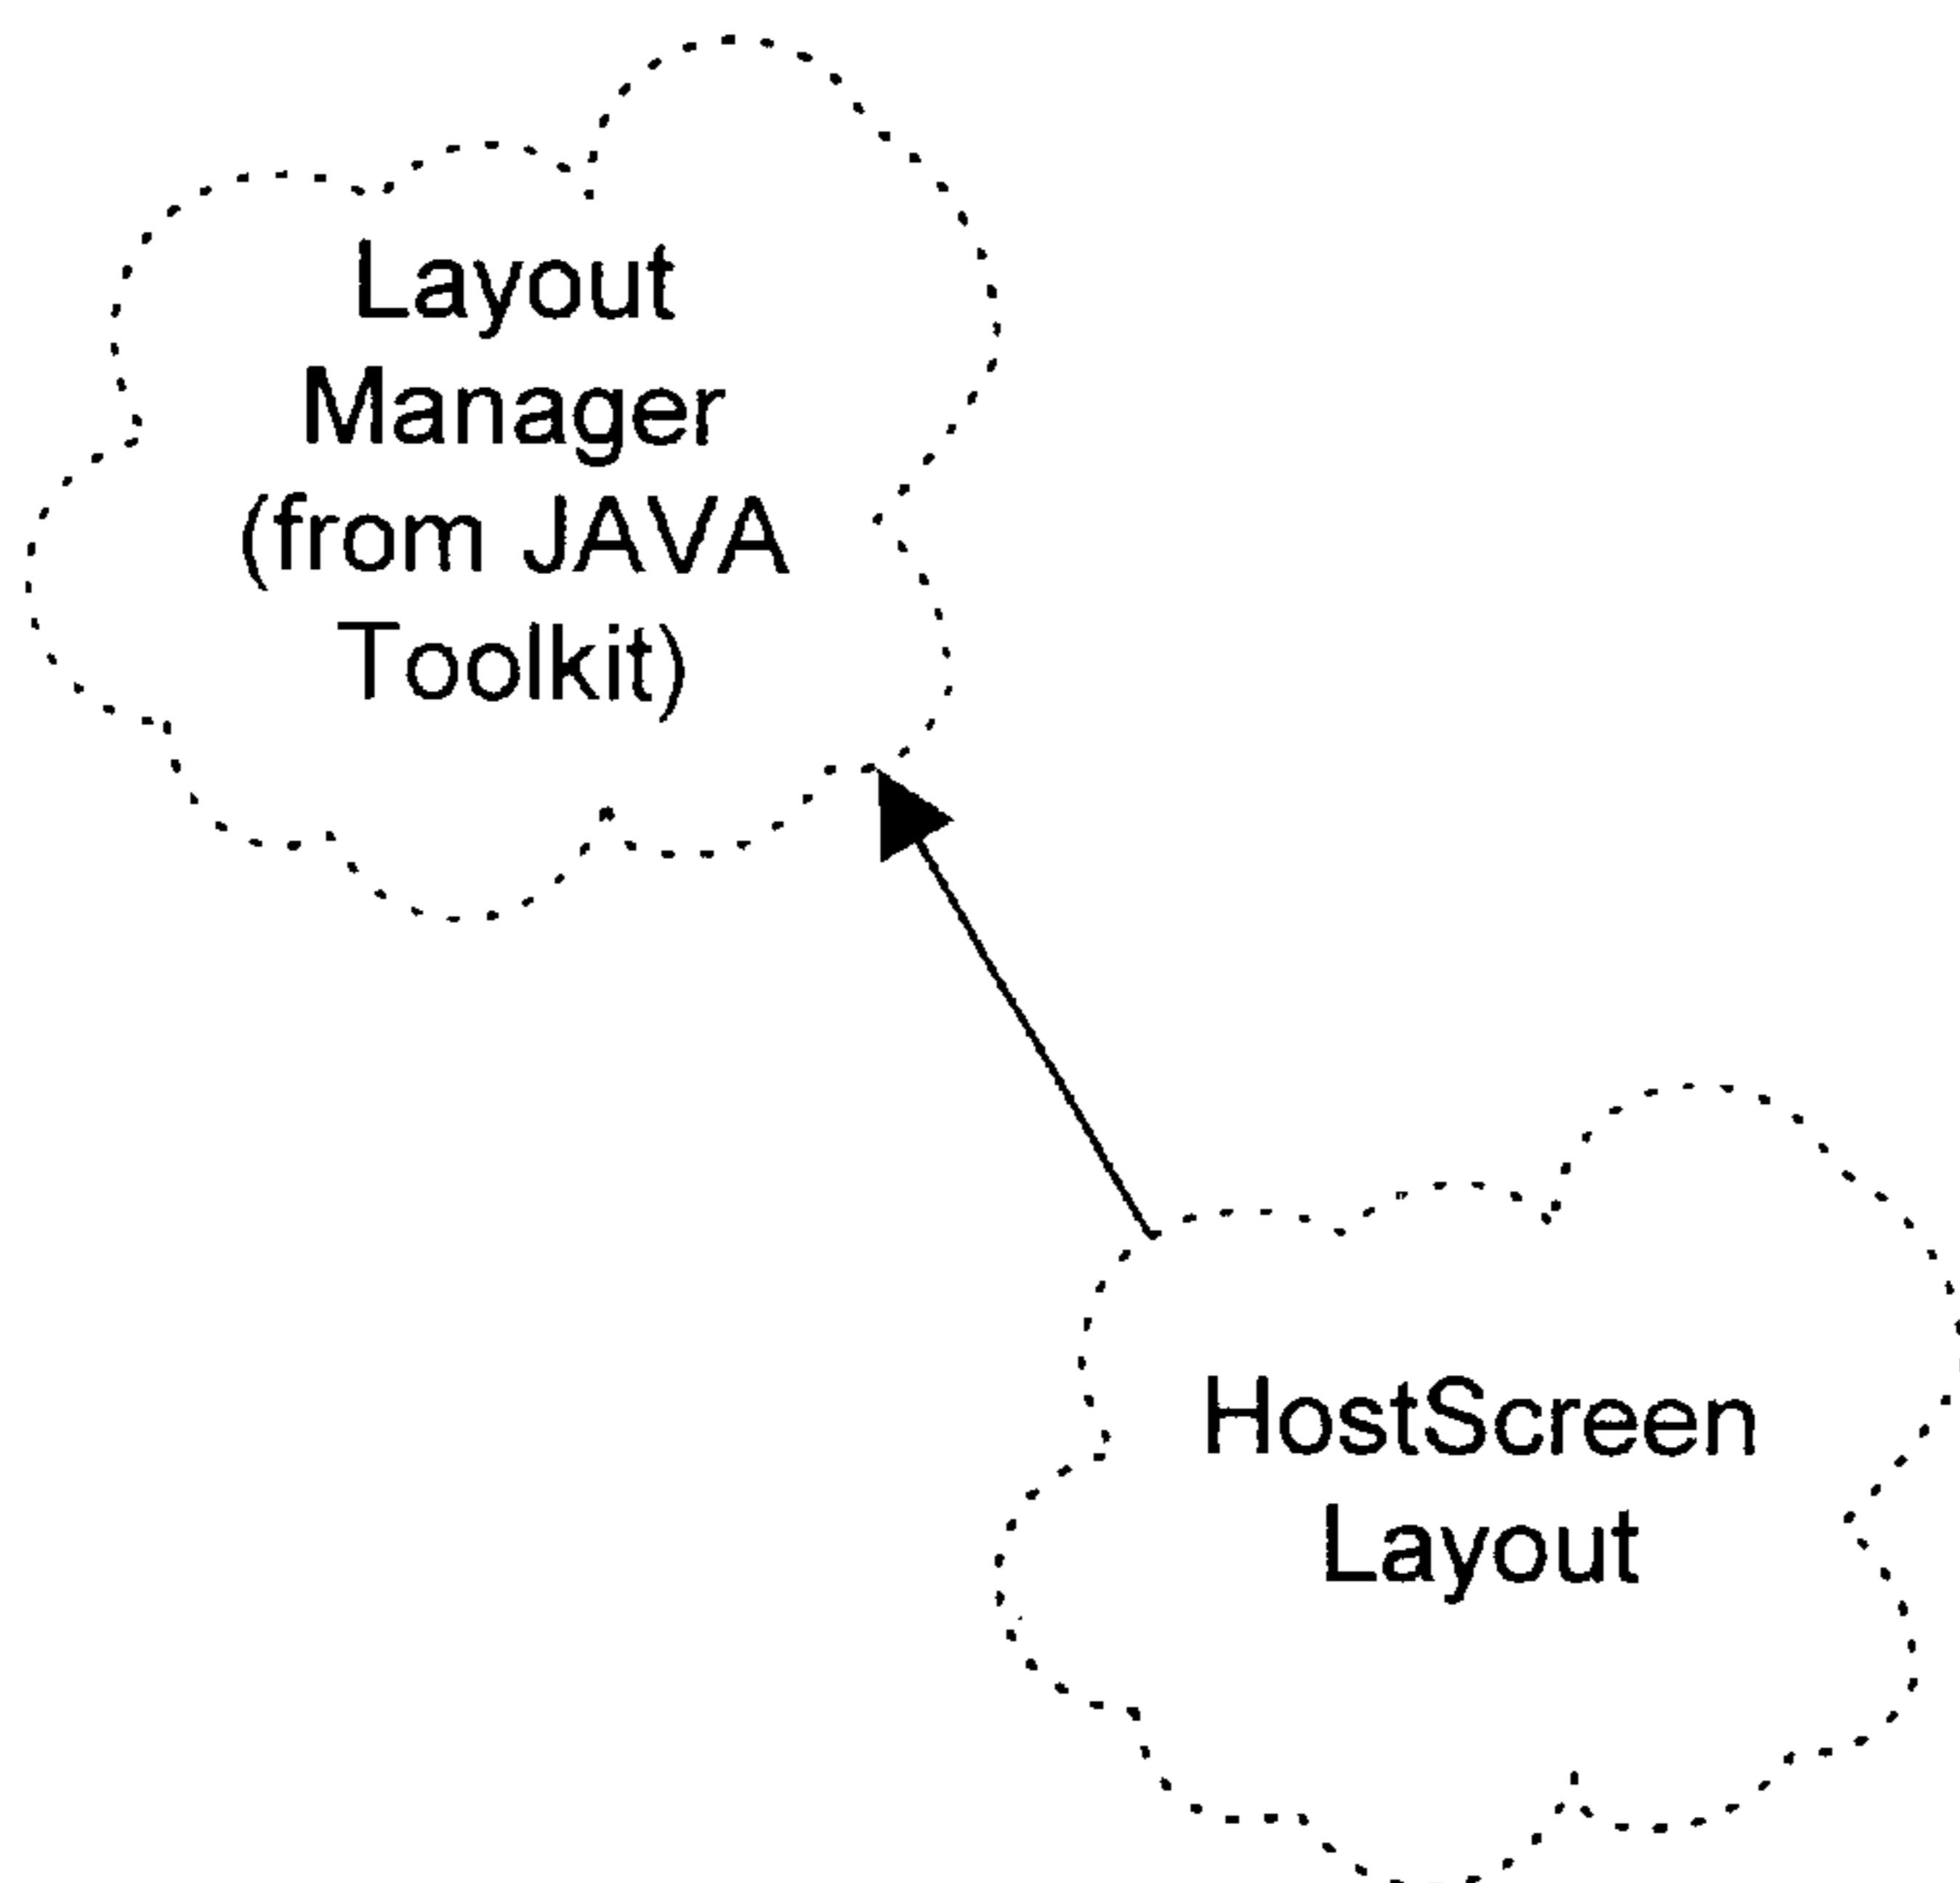 Layout
Manager
(from JAVA
Toolkit)
HostScreen
Layout